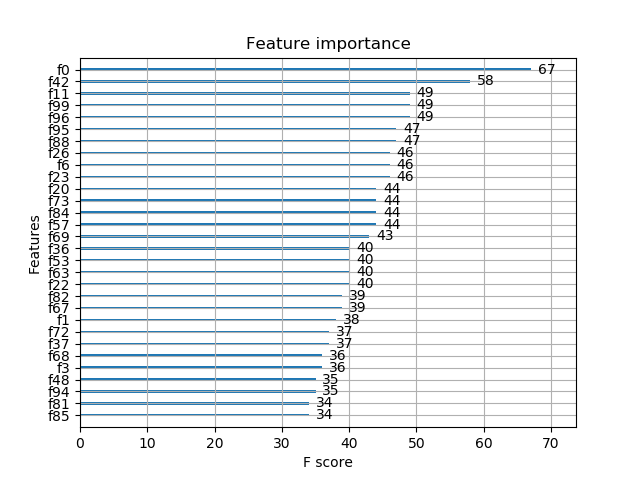 Feature importance
f0 67
f42 58
f11 49
f99 49
f96 49
f95 47
f88 47
f26 46
f6 46
f23 46
f20 44
f73 44
f84 44
f57 44
f69 43
f36 40
f53 40
f63 40
f22 40
f82 39
f67 39
f1 38
f72 37
f37 37
f68 36
f3 36
f48 35
f94 35
f81 34
f85 34
Features
0 10 20 30 40 50 60 70
F score